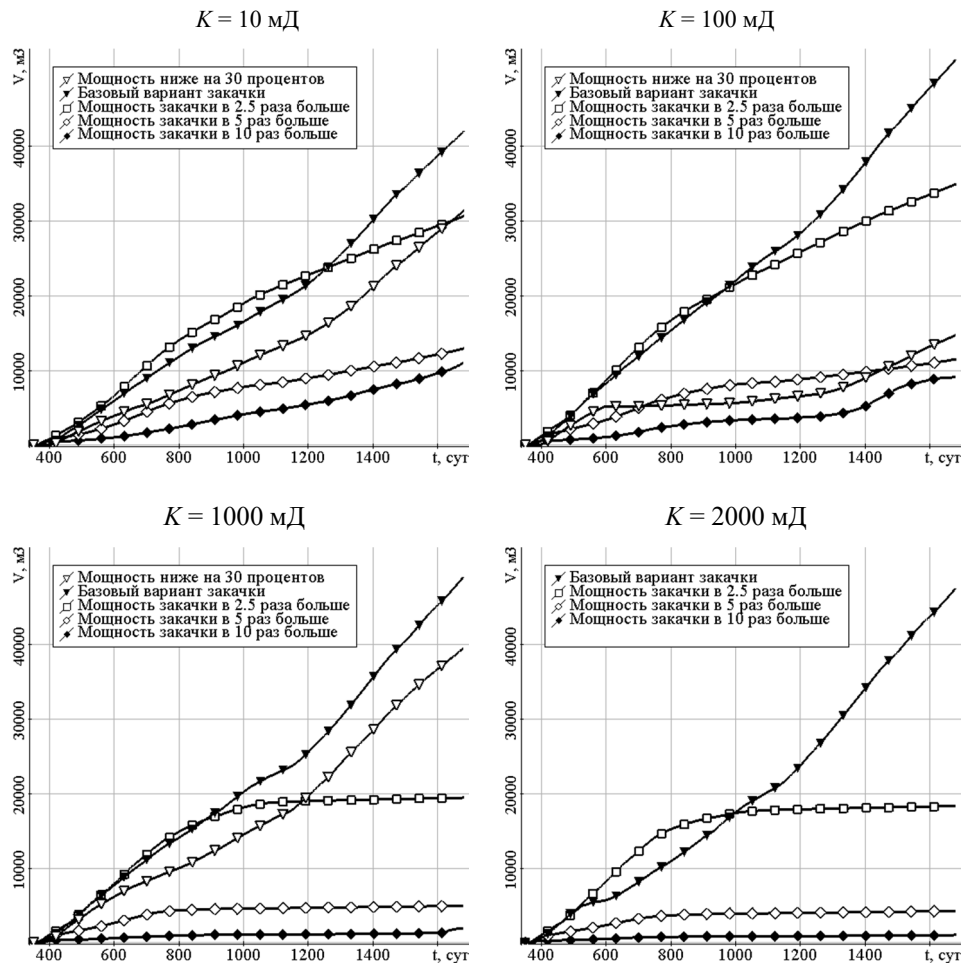 K = 10 мД
V, м3
Мощность ниже на 30 процентов
Базовый вариант закачки
Мощность закачки в 2.5 раза больше
Мощность закачки в 5 раз больше
Мощность закачки в 10 раз больше
40000
30000
20000
10000
400 600 800 1000 1200 1400 t, сут
K = 100 мД
V, м3
Мощность ниже на 30 процентов
Базовый вариант закачки
Мощность закачки в 2.5 раза больше
Мощность закачки в 5 раз больше
Мощность закачки в 10 раз больше
40000
30000
20000
10000
400 600 800 1000 1200 1400 t, сут
K = 1000 мД
V, м3
Мощность ниже на 30 процентов
Базовый вариант закачки
Мощность закачки в 2.5 раза больше
Мощность закачки в 5 раз больше
Мощность закачки в 10 раз больше
40000
30000
20000
10000
400 600 800 1000 1200 1400 t, сут
K = 2000 мД
V, м3
Базовый вариант закачки
Мощность закачки в 2.5 раза больше
Мощность закачки в 5 раз больше
Мощность закачки в 10 раз больше
40000
30000
20000
10000
400 600 800 1000 1200 1400 t, сут